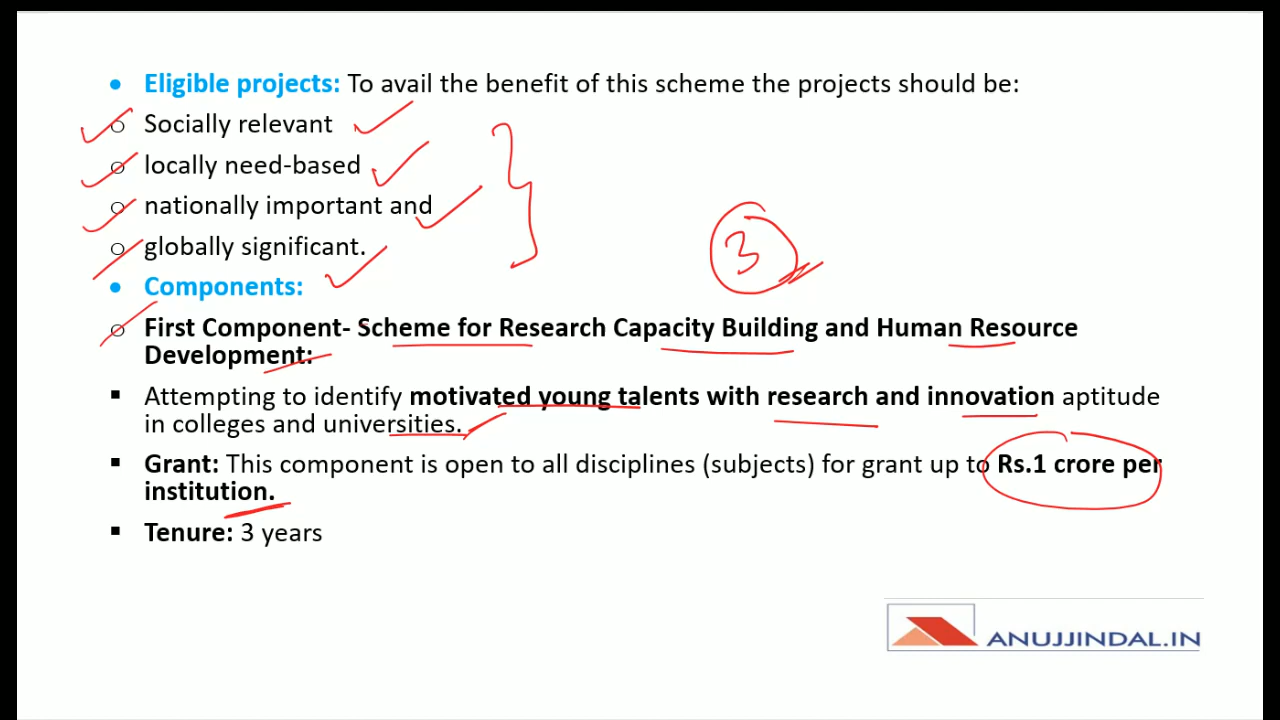 Eligible projects: To avail the benefit of this scheme the projects should be:
Socially relevant
locally need-based
nationally important and
globally significant.
3
Components:
First Component- Scheme for Research Capacity Building and Human Resource
Development:
Attempting to identify motivated young talents with research and innovation aptitude
in colleges and universities.
Grant: This component is open to all disciplines (subjects) for grant up to Rs.1 crore per
institution.
Tenure: 3 years
ANUJJINDAL.IN